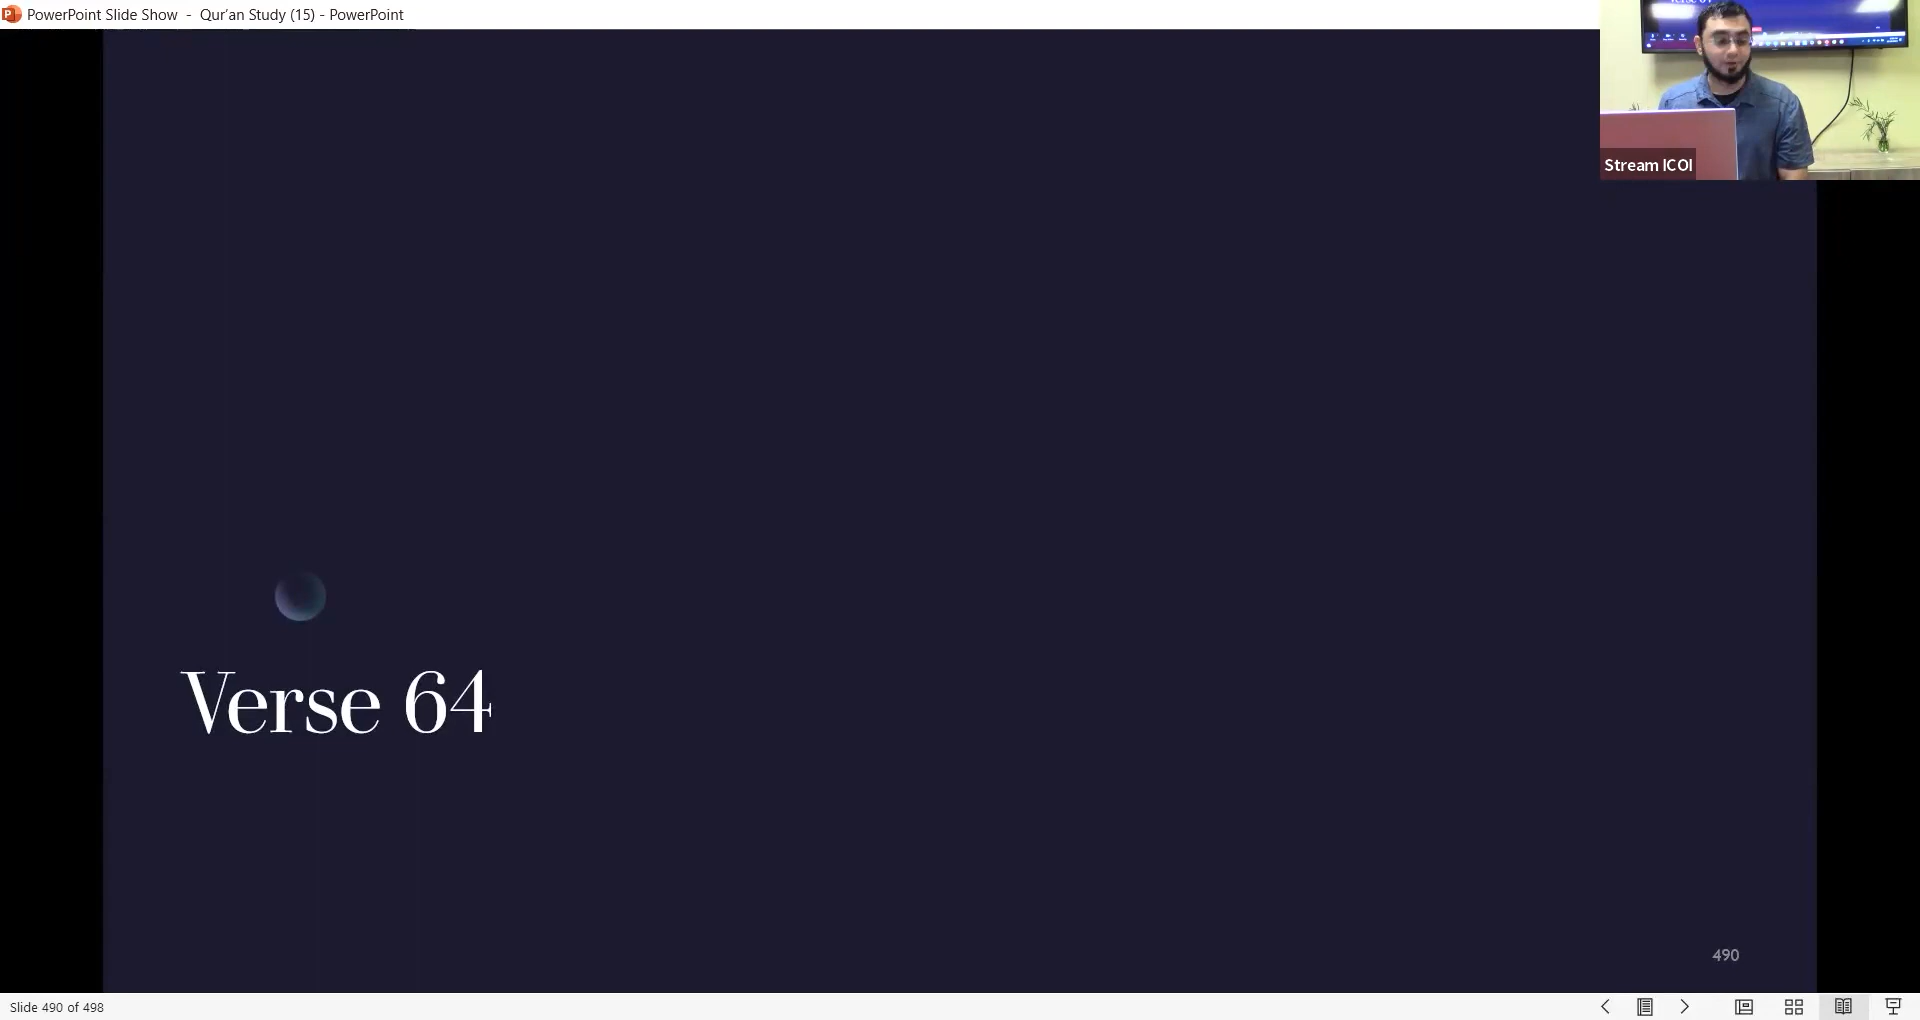 PowerPoint Slide Show - Qur’an Study (15) - PowerPoint
Stream ICOI
Verse 64
490
Slide 490 of 498